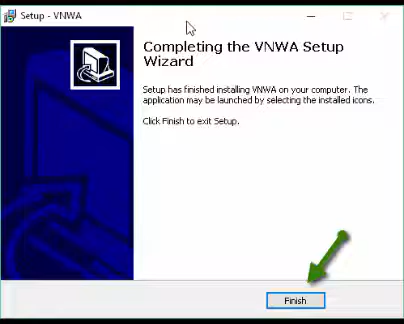 Setup - VNWA
Completing the VNWA Setup
Wizard
Setup has finished installing VNWA on your computer. The
application may be launched by selecting the installed icons.
Click Finish to exit Setup.
Finish